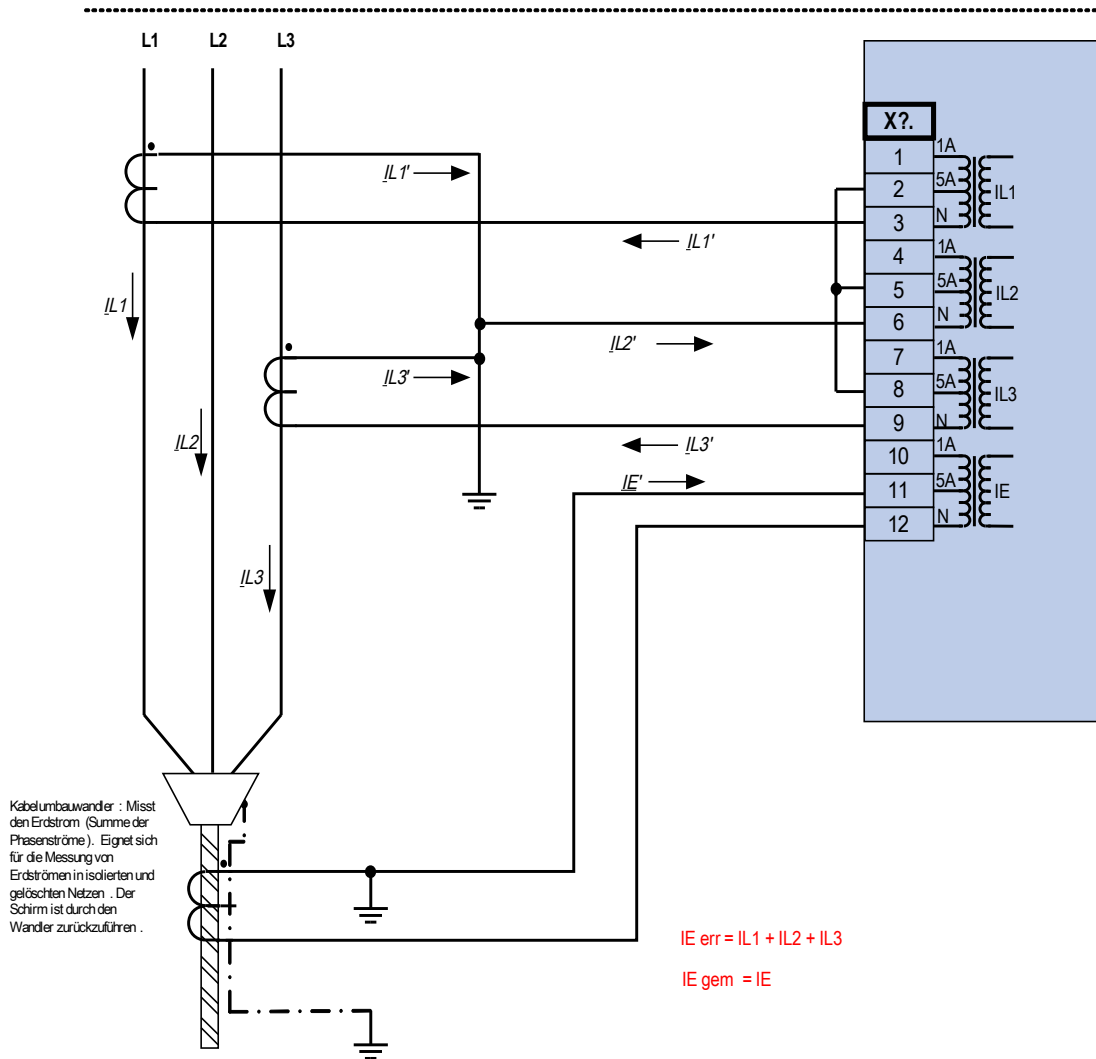 L1 L2 L3
X?.
1 1A
2 5A IL1
3 N
4 1A
5 5A IL2
6 N
7 1A
8 5A IL3
9 N
10 1A
11 5A IE
12 N
IL1'
IL1'
IL1
IL2'
IL3'
IL2
IL3'
IE'
IL3
Kabelumbauwandler : Misst
den Erdstrom (Summe der
Phasenströme ). Eignet sich
für die Messung von
Erdströmen in isolierten und
gelöschten Netzen . Der
Schirm ist durch den
Wandler zurückzuführen .
IE err = IL1 + IL2 + IL3
IE gem = IE